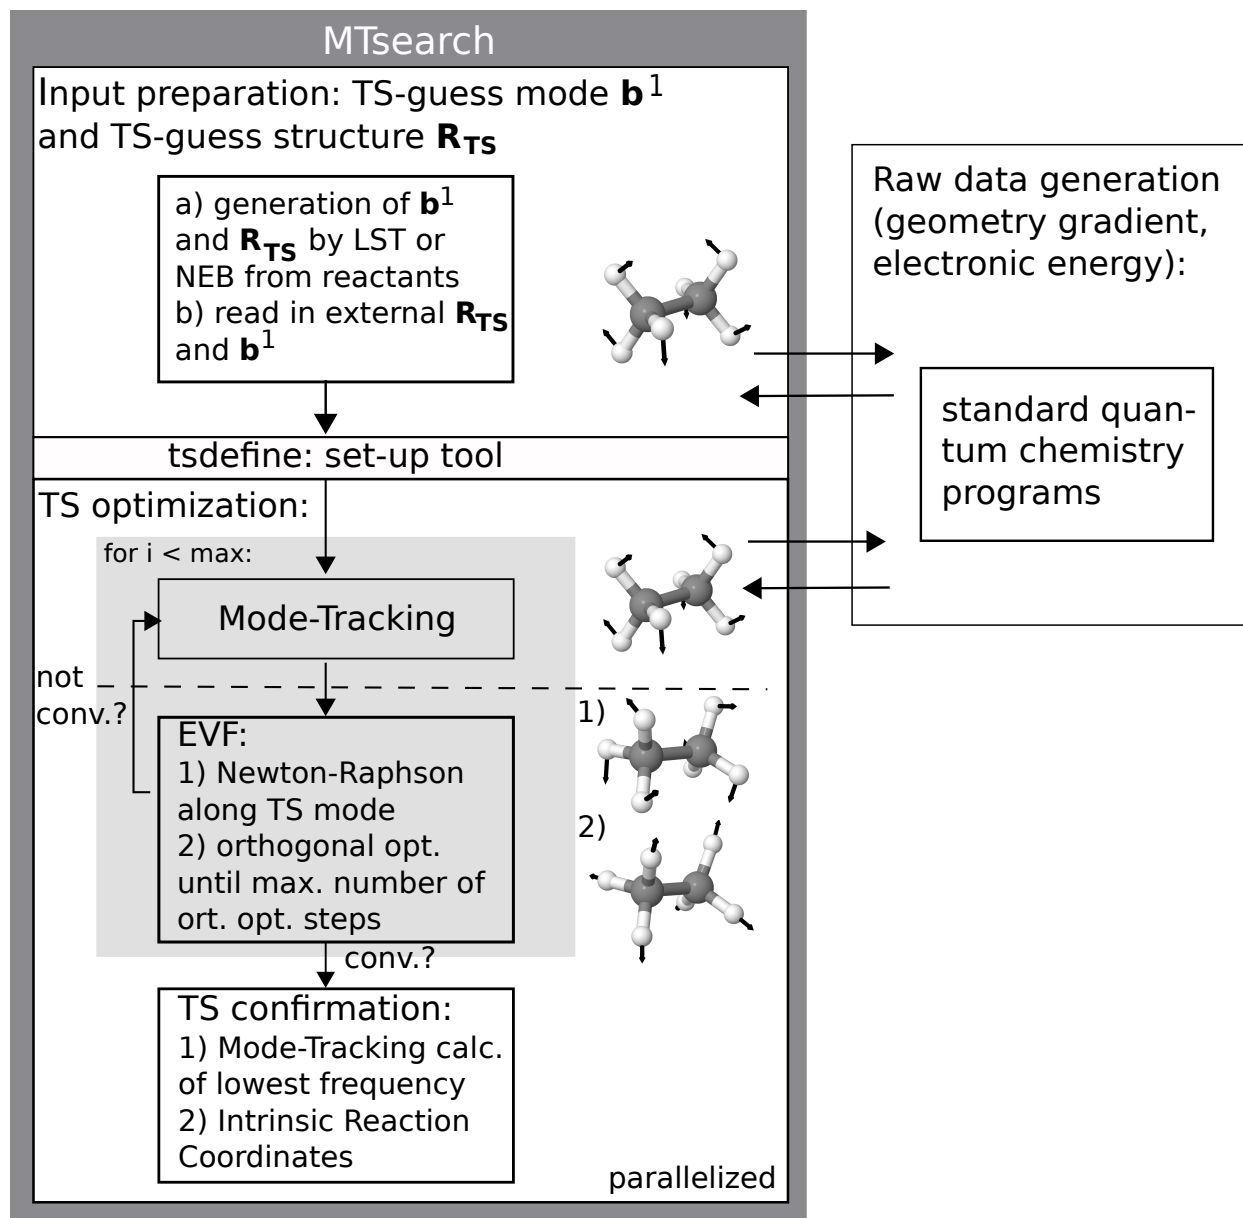 MTsearch
Input preparation: TS-guess mode b1
and TS-guess structure RTS
a) generation of b1
and RTS by LST or
NEB from reactants
b) read in external RTS
and b1
tsdefine: set-up tool
TS optimization:
for i < max:
Mode-Tracking
not
conv.?
EVF:
1) Newton-Raphson
along TS mode
2) orthogonal opt.
until max. number of
ort. opt. steps
1)
2)
conv.?
TS confirmation:
1) Mode-Tracking calc.
of lowest frequency
2) Intrinsic Reaction
Coordinates
parallelized
Raw data generation
(geometry gradient,
electronic energy):
standard quan-
tum chemistry
programs